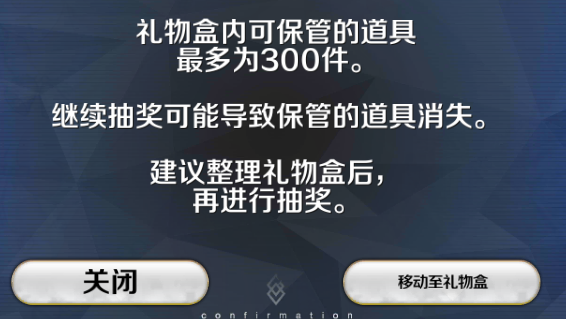 礼物盒内可保管的道具
最多为300件。
继续抽奖可能导致保管的道具消失。
建议整理礼物盒后，
再进行抽奖。
关闭
移动至礼物盒
confirmation